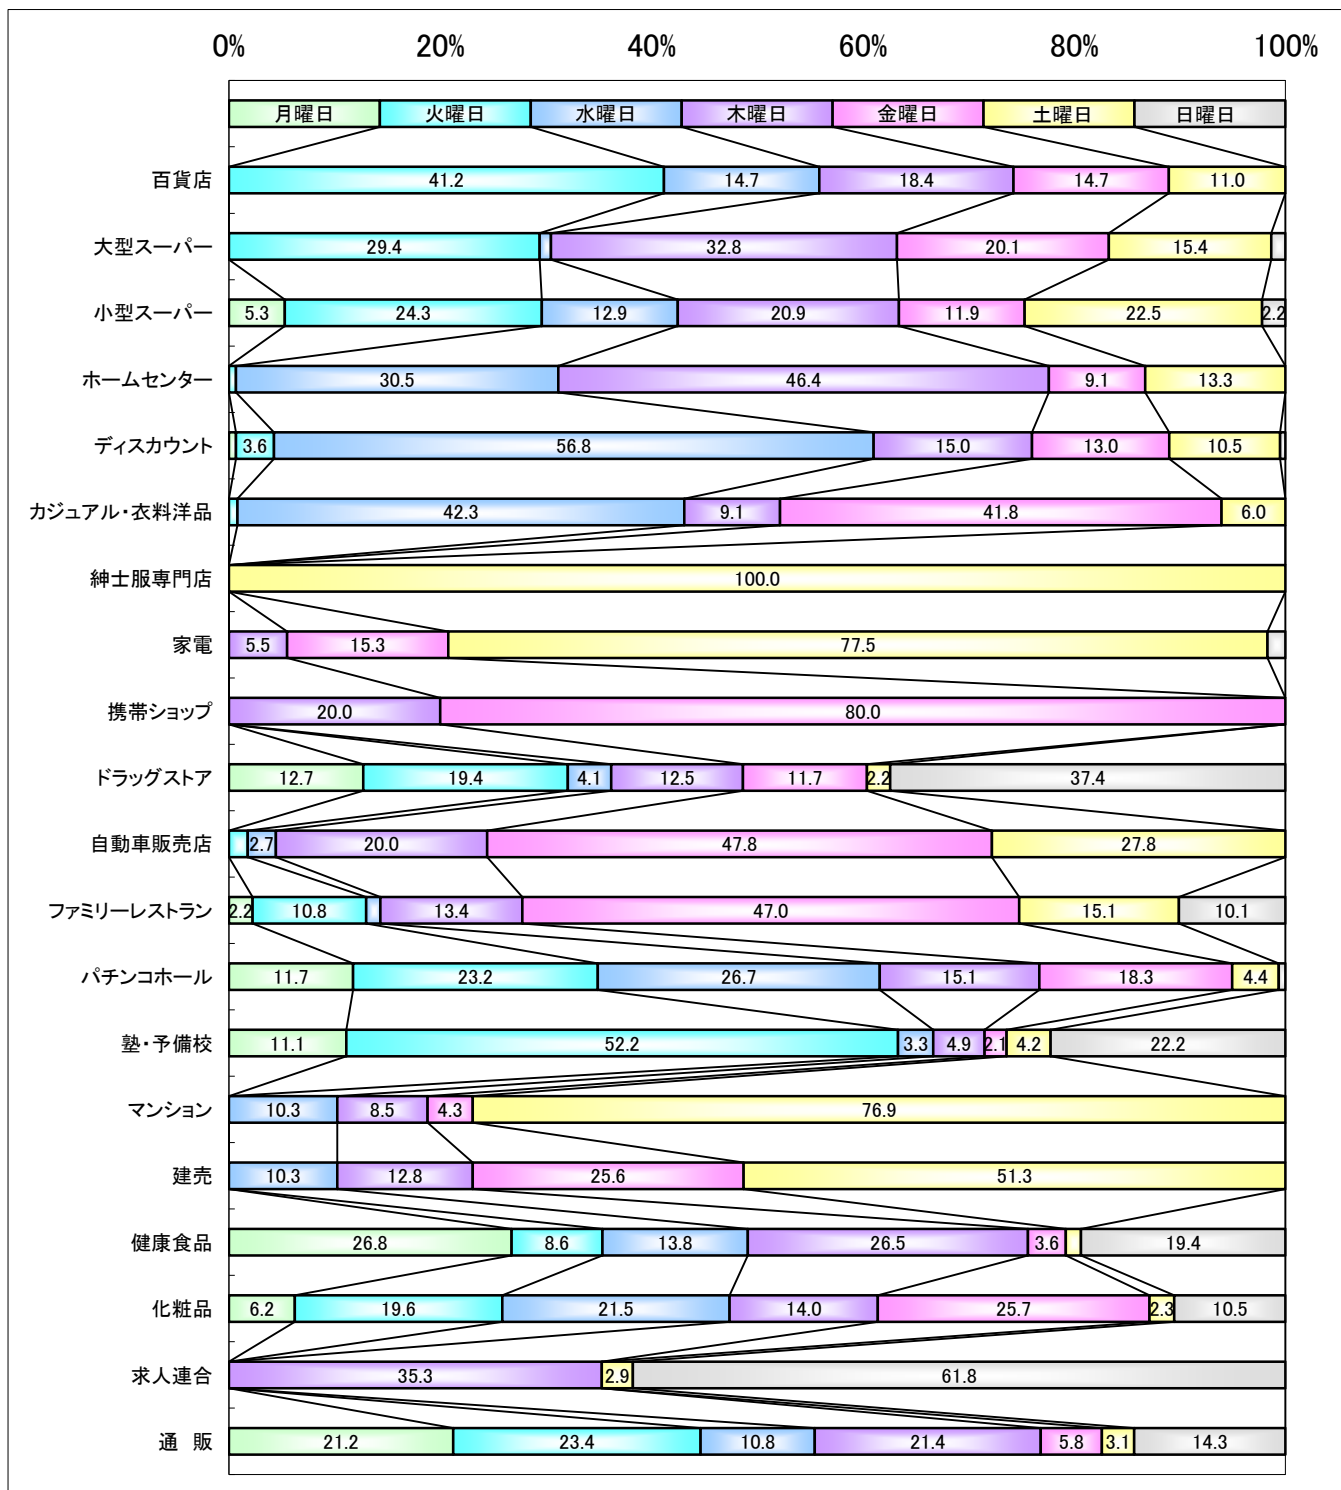 0% 20% 40% 60% 80% 100%
月曜日 火曜日 水曜日 木曜日 金曜日 土曜日 日曜日
百貨店 41.2 14.7 18.4 14.7 11.0
大型スーパー 29.4 32.8 20.1 15.4
小型スーパー 5.3 24.3 12.9 20.9 11.9 22.5 2.2
ホームセンター 30.5 46.4 9.1 13.3
ディスカウント 3.6 56.8 15.0 13.0 10.5
カジュアル・衣料洋品 42.3 9.1 41.8 6.0
紳士服専門店 100.0
家電 5.5 15.3 77.5
携帯ショップ 20.0 80.0
ドラッグストア 12.7 19.4 4.1 12.5 11.7 2.2 37.4
自動車販売店 2.7 20.0 47.8 27.8
ファミリーレストラン 2.2 10.8 13.4 47.0 15.1 10.1
パチンコホール 11.7 23.2 26.7 15.1 18.3 4.4
塾・予備校 11.1 52.2 3.3 4.9 2.1 4.2 22.2
マンション 10.3 8.5 4.3 76.9
建売 10.3 12.8 25.6 51.3
健康食品 26.8 8.6 13.8 26.5 3.6 19.4
化粧品 6.2 19.6 21.5 14.0 25.7 2.3 10.5
求人連合 35.3 2.9 61.8
通　販 21.2 23.4 10.8 21.4 5.8 3.1 14.3